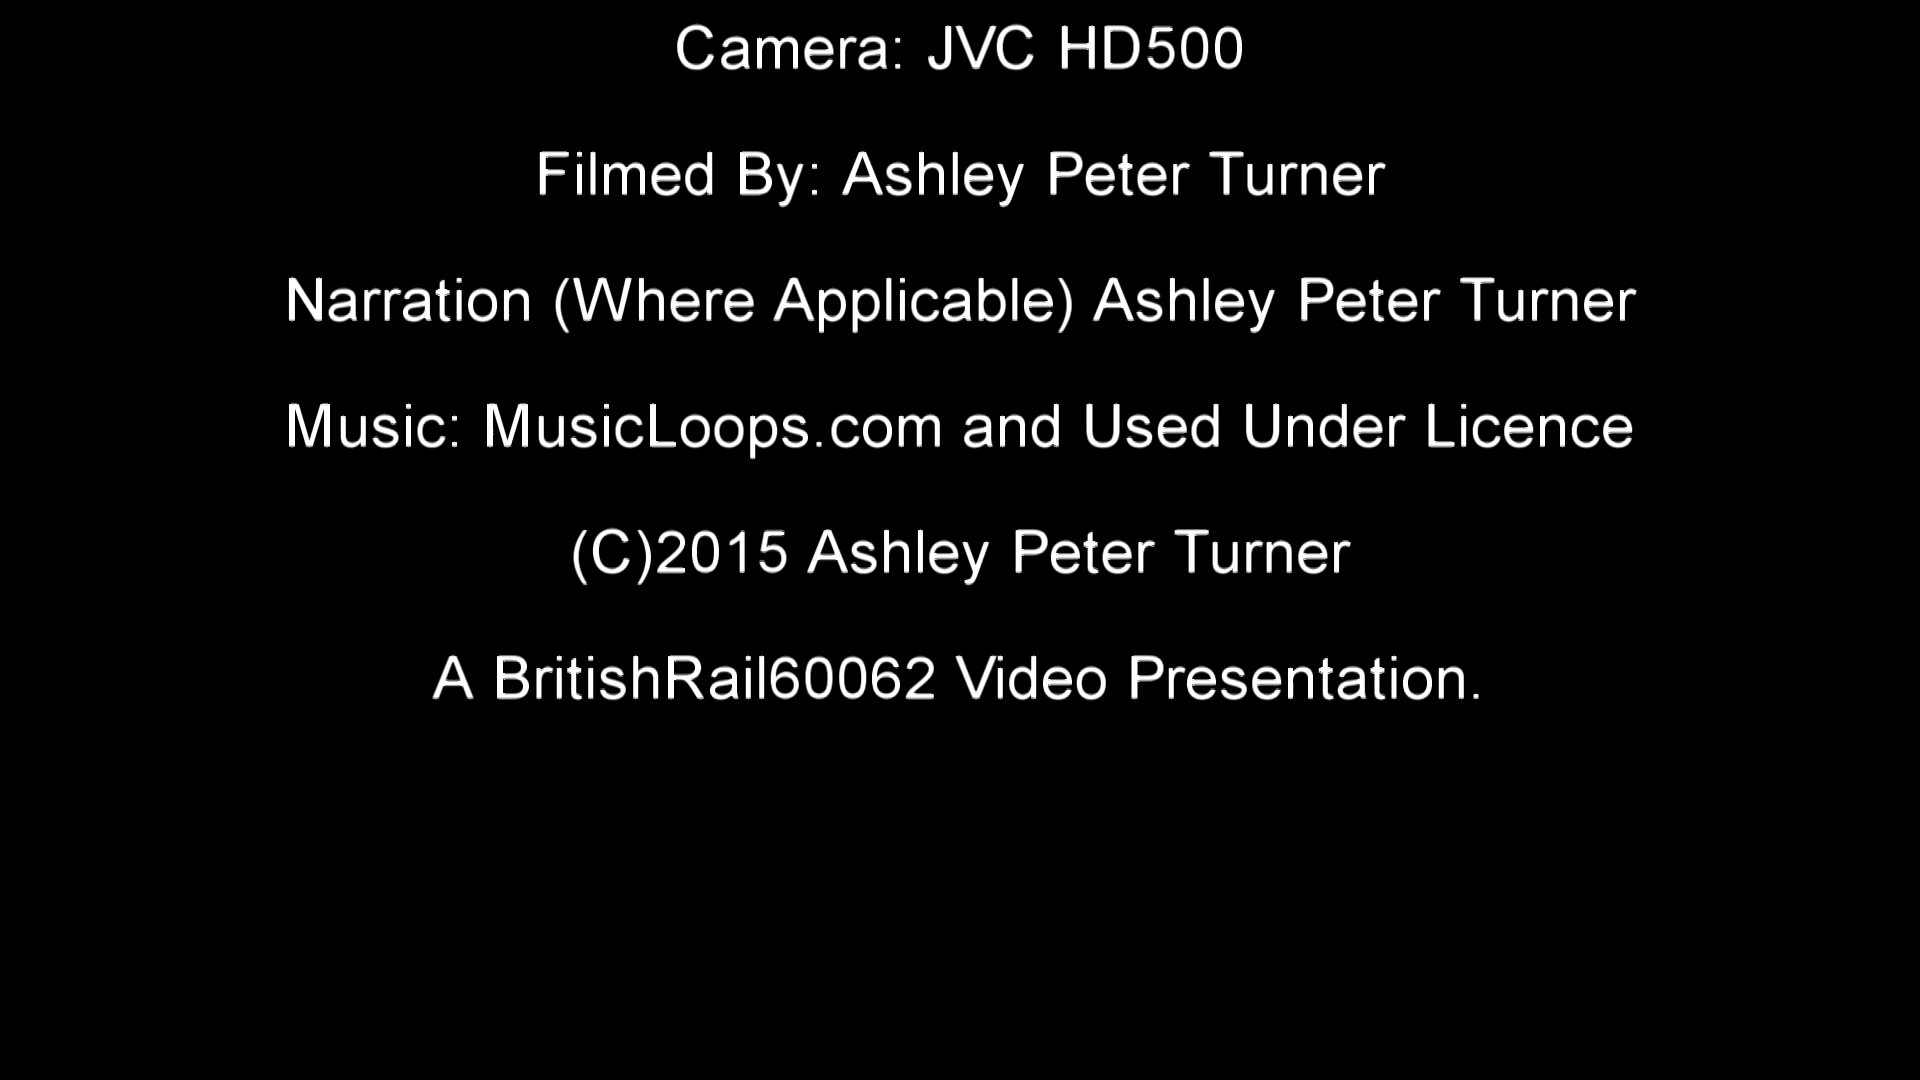 Camera: JVC HD500
Filmed By: Ashley Peter Turner
Narration (Where Applicable) Ashley Peter Turner
Music: MusicLoops.com and Used Under Licence
(C)2015 Ashley Peter Turner
A BritishRail60062 Video Presentation.